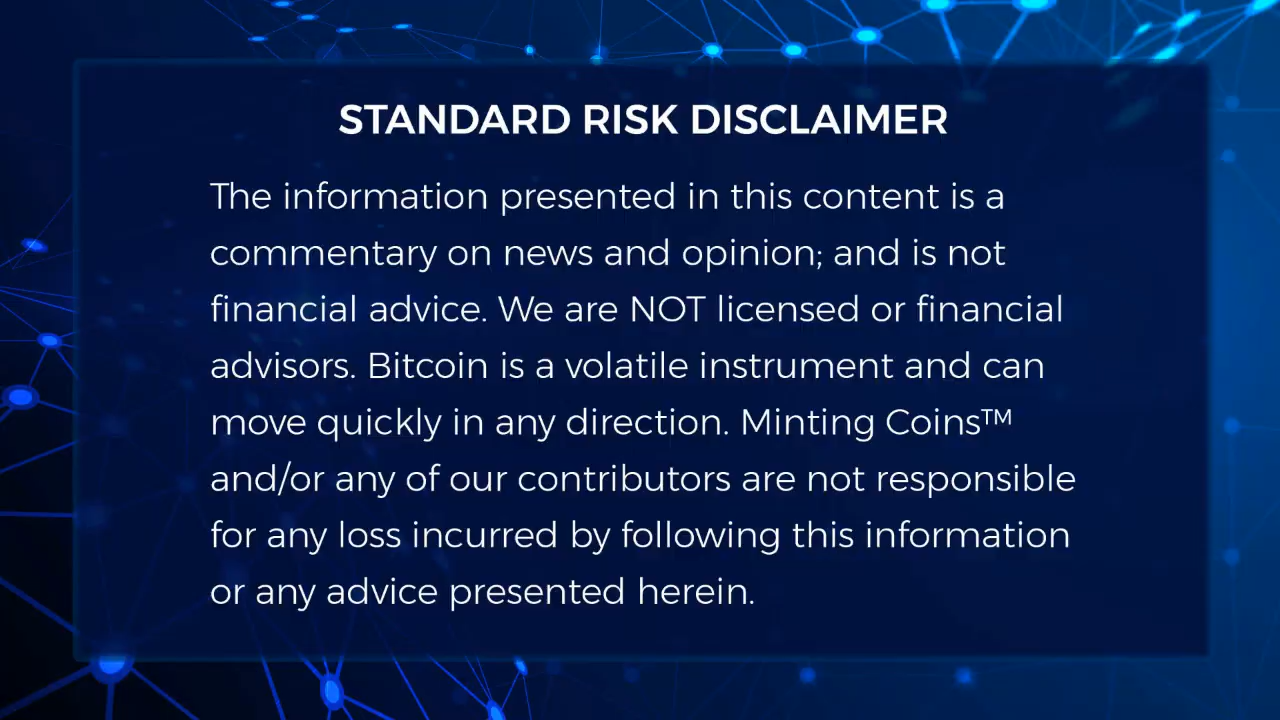 STANDARD RISK DISCLAIMER
The information presented in this content is a
commentary on news and opinion; and is not
financial advice. We are NOT licensed or financial
advisors. Bitcoin is a volatile instrument and can
move quickly in any direction. Minting Coins™
and/or any of our contributors are not responsible
for any loss incurred by following this information
or any advice presented herein.